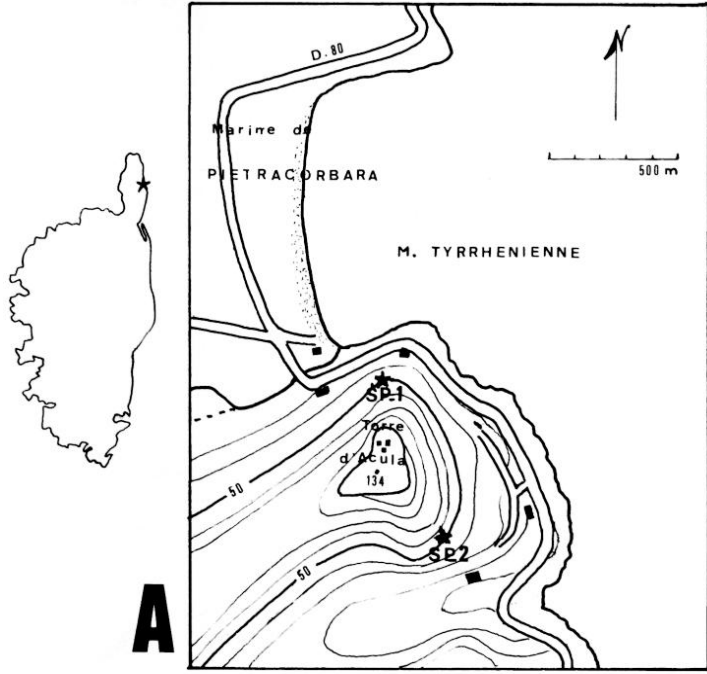 N
D. 80
Marine de
PIETRACORBARA
500 m
M. TYRRHENIENNE
SP.1
Torre
d'Acula
134
50
SP.2
50
A